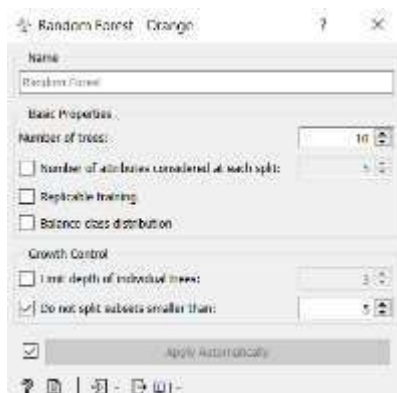 Random Forest - Orange ? ×
Name
Random Forest
Basic Properties
Number of trees: 10
Number of attributes considered at each split: 5
Replicable training
Balance class distribution
Growth Control
Limit depth of individual trees: 3
Do not split subsets smaller than: 5
Apply Automatically